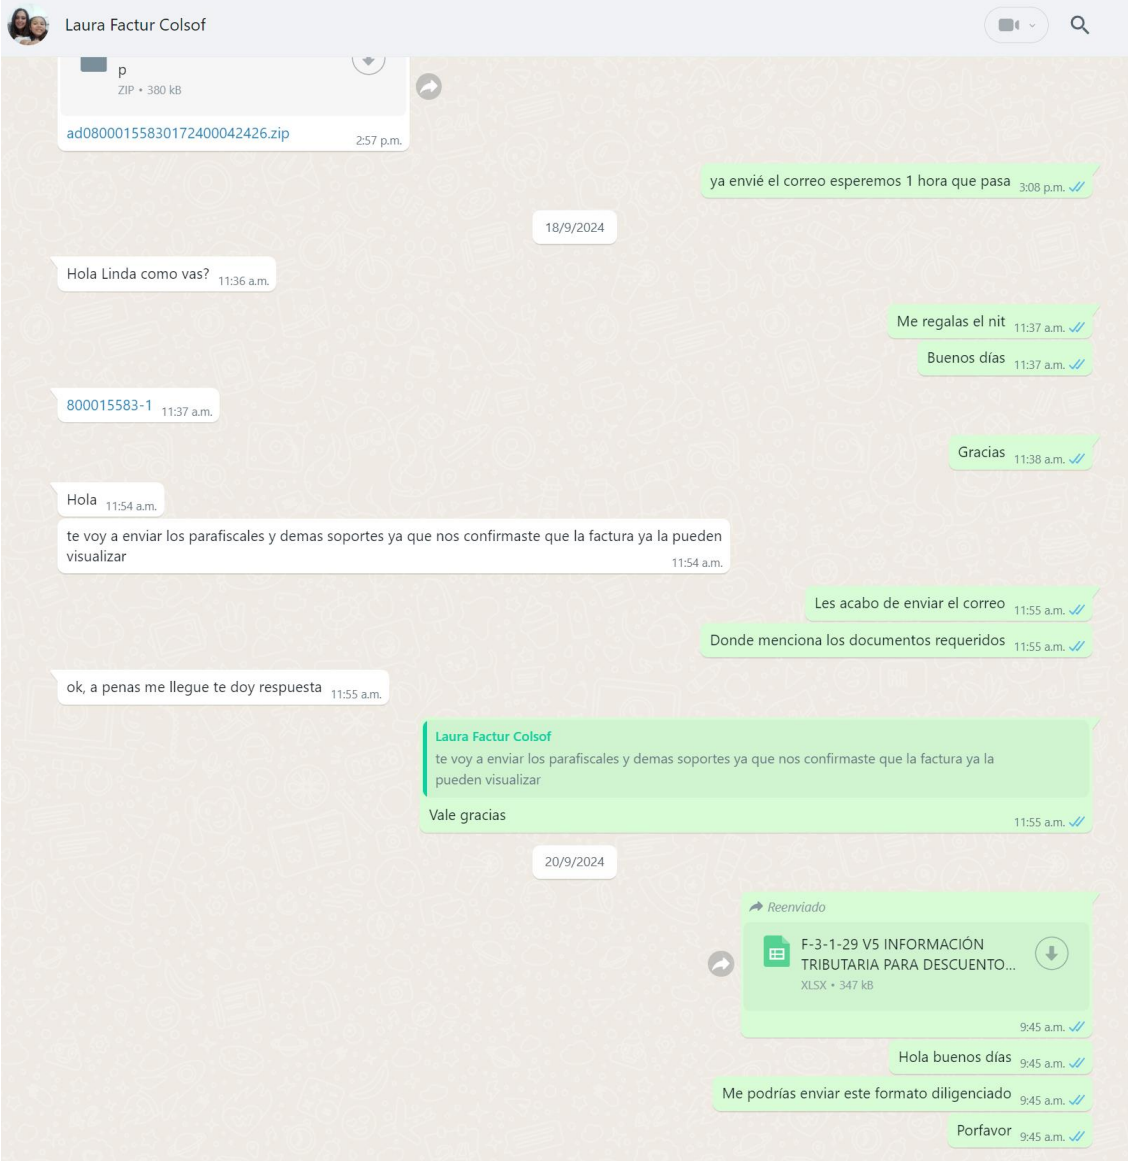 Laura Factur Colsof
p
ZIP • 380 kB
ad08000155830172400042426.zip
2:57 p.m.
ya envié el correo esperemos 1 hora que pasa 3:08 p.m.
18/9/2024
Hola Linda como vas? 11:36 a.m.
Me regalas el nit 11:37 a.m.
Buenos días 11:37 a.m.
800015583-1 11:37 a.m.
Gracias 11:38 a.m.
Hola 11:54 a.m.
te voy a enviar los parafiscales y demas soportes ya que nos confirmaste que la factura ya la pueden
visualizar
11:54 a.m.
Les acabo de enviar el correo 11:55 a.m.
Donde menciona los documentos requeridos 11:55 a.m.
ok, a penas me llegue te doy respuesta 11:55 a.m.
Laura Factur Colsof
te voy a enviar los parafiscales y demas soportes ya que nos confirmaste que la factura ya la
pueden visualizar
Vale gracias
11:55 a.m.
20/9/2024
Reenviado
F-3-1-29 V5 INFORMACIÓN
TRIBUTARIA PARA DESCUENTO...
XLSX • 347 kB
9:45 a.m.
Hola buenos días 9:45 a.m.
Me podrías enviar este formato diligenciado 9:45 a.m.
Porfavor 9:45 a.m.